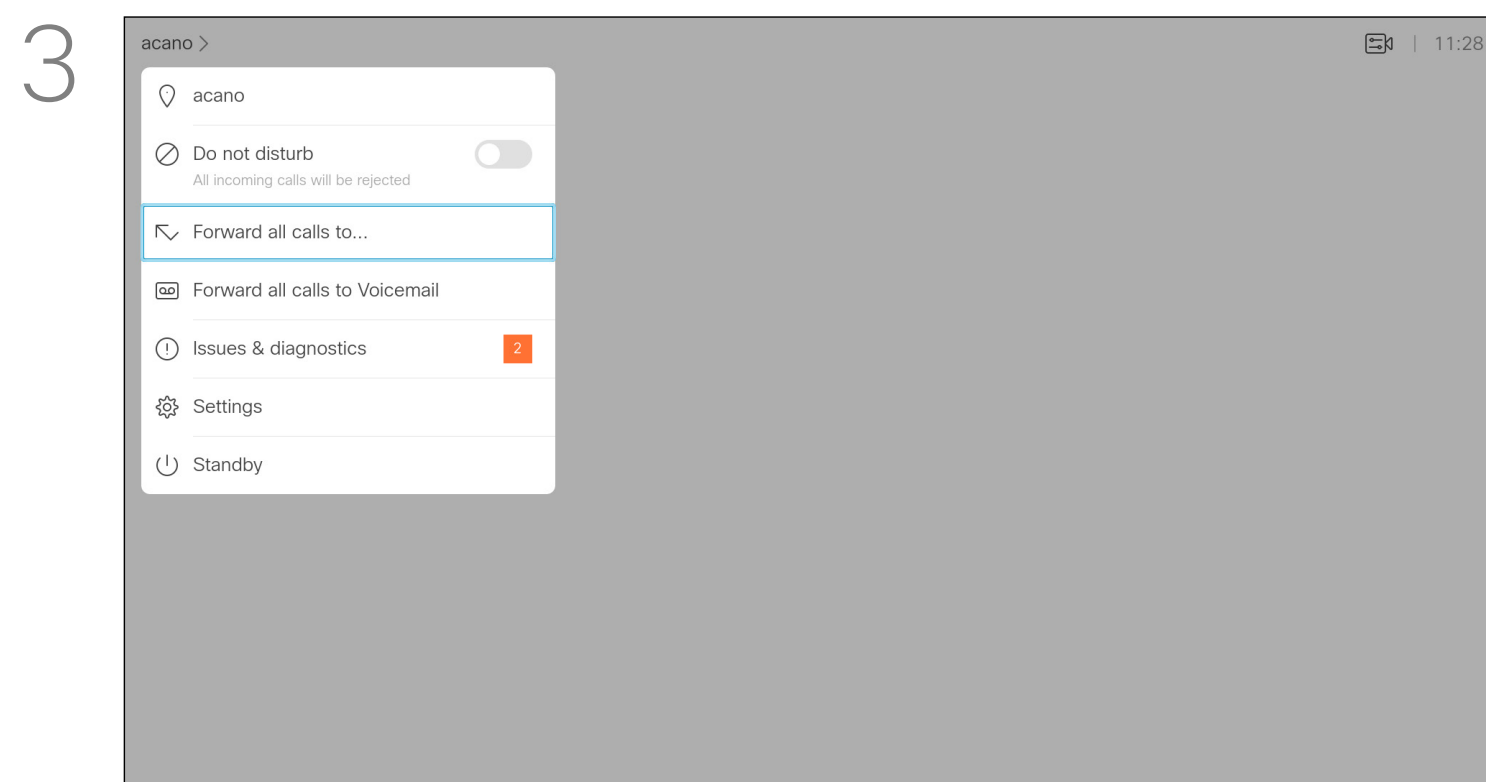 3
acano >
11:28
acano
Do not disturb
All incoming calls will be rejected
Forward all calls to...
Forward all calls to Voicemail
Issues & diagnostics 2
Settings
Standby